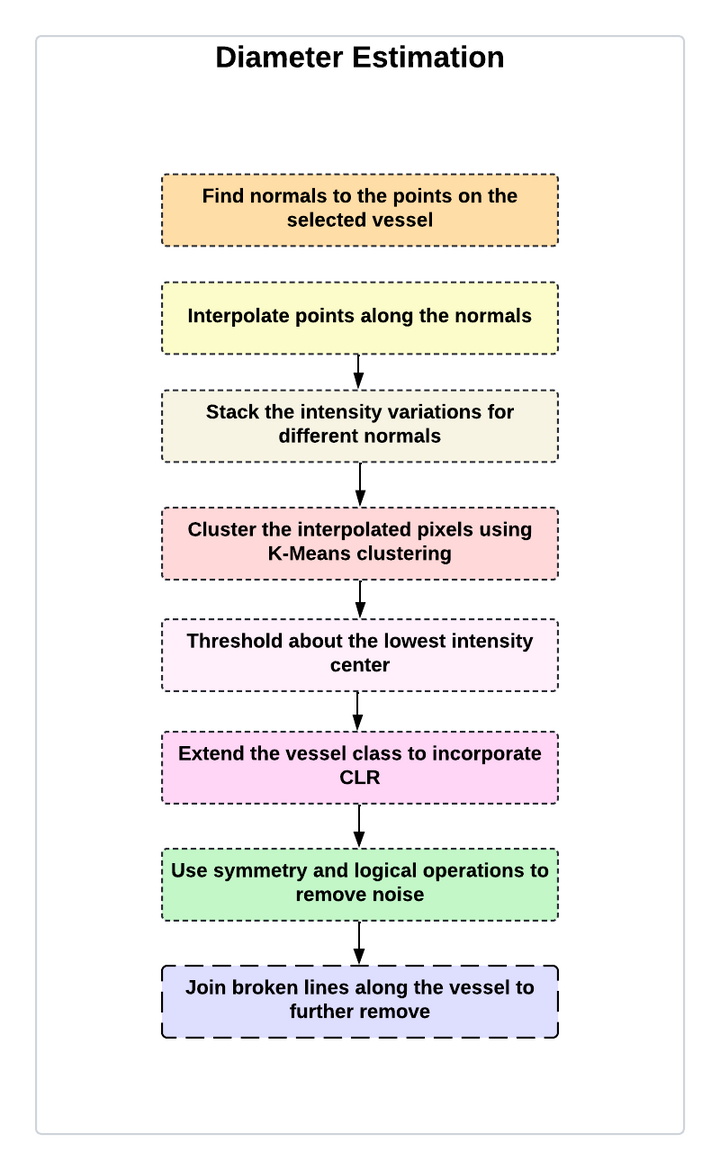 Diameter Estimation
Find normals to the points on the
selected vessel
Interpolate points along the normals
Stack the intensity variations for
different normals
Cluster the interpolated pixels using
K-Means clustering
Threshold about the lowest intensity
center
Extend the vessel class to incorporate
CLR
Use symmetry and logical operations to
remove noise
Join broken lines along the vessel to
further remove